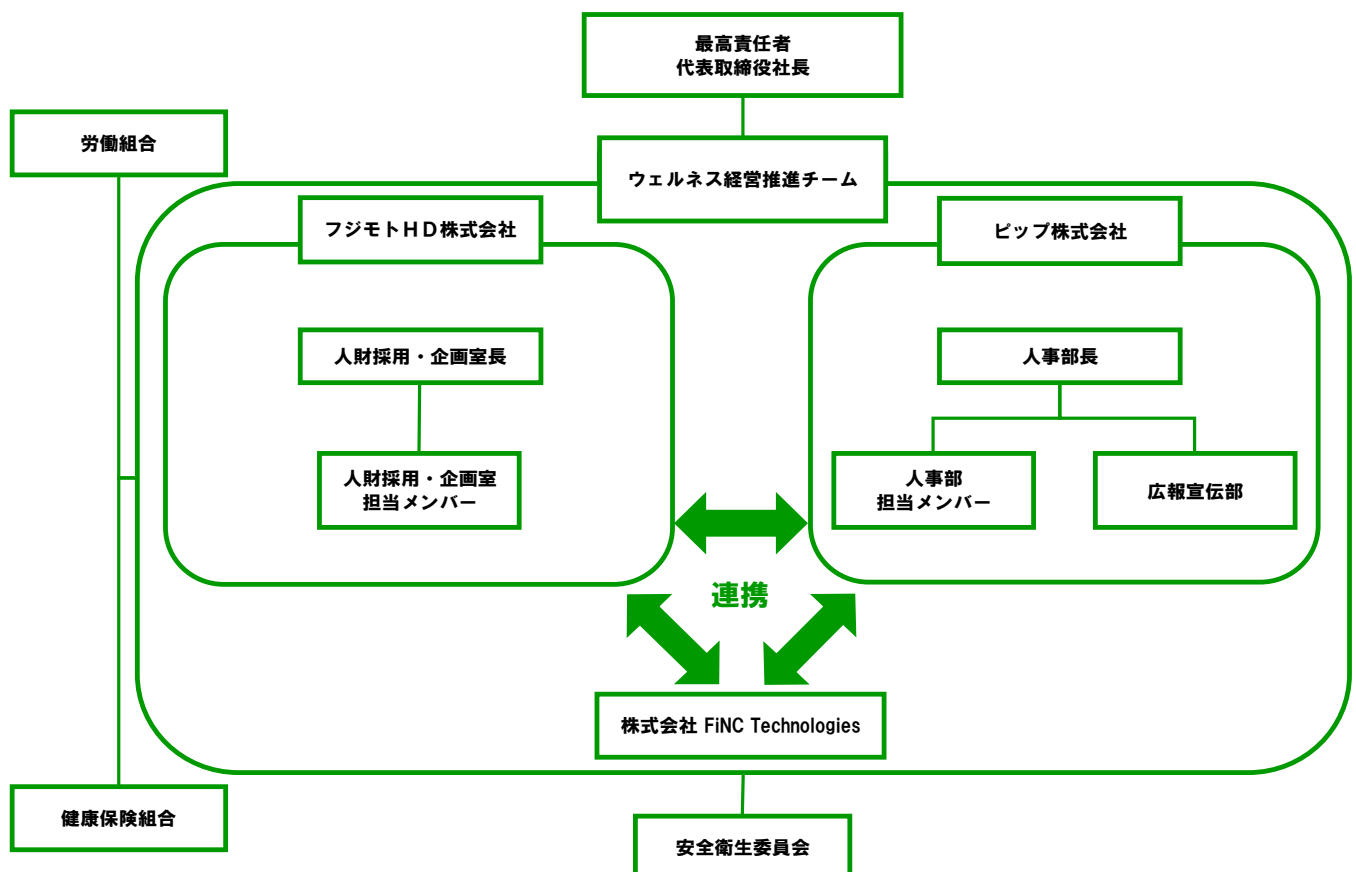 最高責任者
代表取締役社長
労働組合
ウェルネス経営推進チーム
フジモトHD株式会社
ピップ株式会社
人財採用・企画室長
人事部長
人財採用・企画室
担当メンバー
人事部
担当メンバー
広報宣伝部
連携
株式会社 FiNC Technologies
健康保険組合
安全衛生委員会